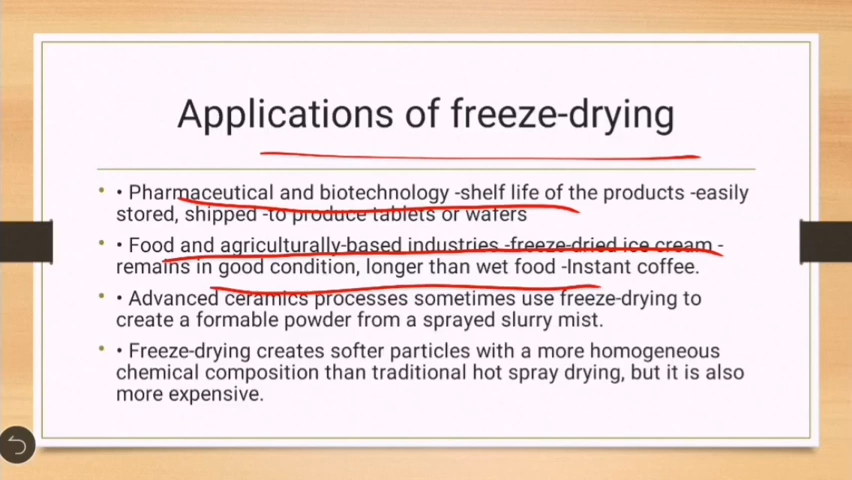 Applications of freeze-drying
• • Pharmaceutical and biotechnology -shelf life of the products -easily
stored, shipped -to produce tablets or wafers
• • Food and agriculturally-based industries -freeze-dried ice cream -
remains in good condition, longer than wet food -Instant coffee.
• • Advanced ceramics processes sometimes use freeze-drying to
create a formable powder from a sprayed slurry mist.
• • Freeze-drying creates softer particles with a more homogeneous
chemical composition than traditional hot spray drying, but it is also
more expensive.